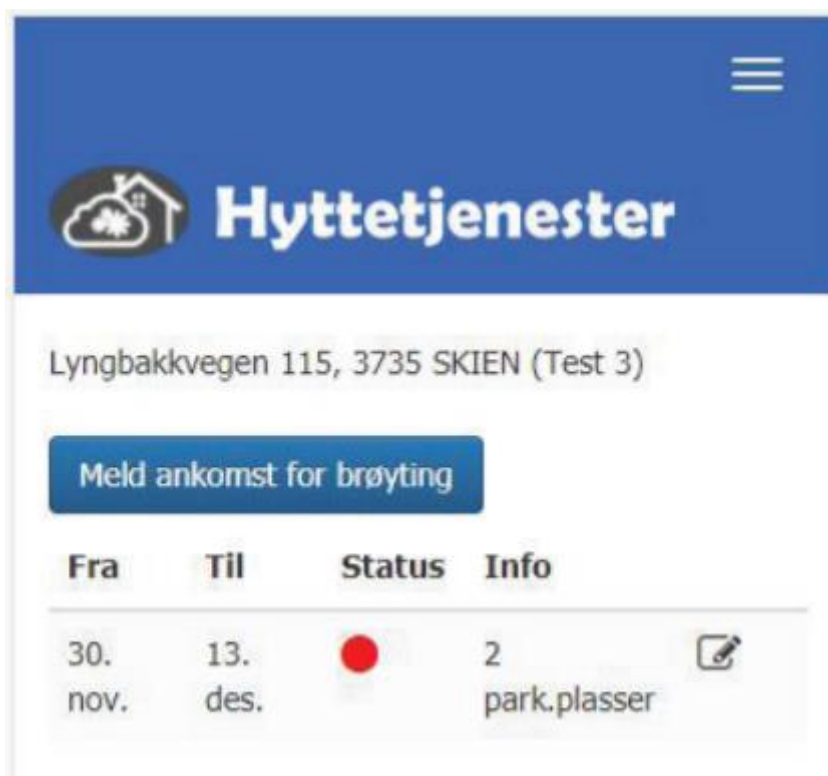 Hyttetjenester
Lyngbakkvegen 115, 3735 SKIEN (Test 3)
Meld ankomst for brøyting
Fra Til Status Info
30. 13. 2
nov. des. park.plasser